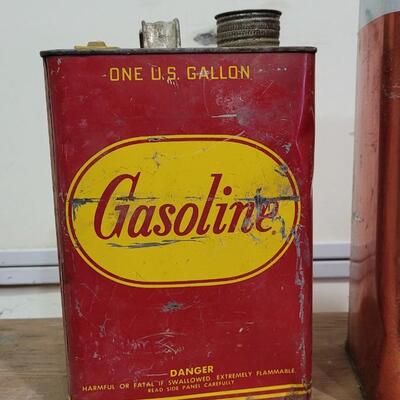 ONE U.S. GALLON
Gasoline
DANGER
HARMFUL OR FATAL IF SWALLOWED. EXTREMELY FLAMMABLE
READ SIDE PANEL CAREFULLY